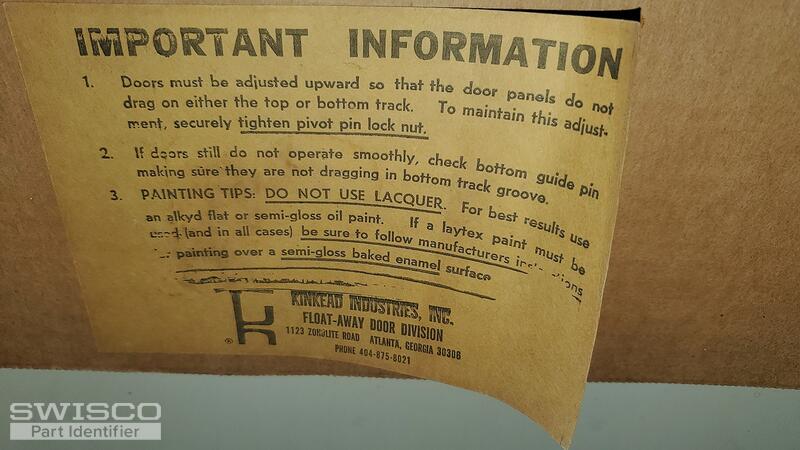 IMPORTANT INFORMATION
1. Doors must be adjusted upward so that the door panels do not
drag on either the top or bottom track. To maintain this adjust-
ment, securely tighten pivot pin lock nut.
2. If doors still do not operate smoothly, check bottom guide pin
making sure they are not dragging in bottom track groove.
3. PAINTING TIPS: DO NOT USE LACQUER. For best results use
an alkyd flat or semi-gloss oil paint. If a laytex paint must be
used (and in all cases) be sure to follow manufacturers
painting over a semi-gloss baked enamel surface
KINKEAD INDUSTRIES, INC.
FLOAT-AWAY DOOR DIVISION
1123 ZONOLITE ROAD ATLANTA, GEORGIA 30306
PHONE 404-875-8021
®
SWISCO
Part Identifier